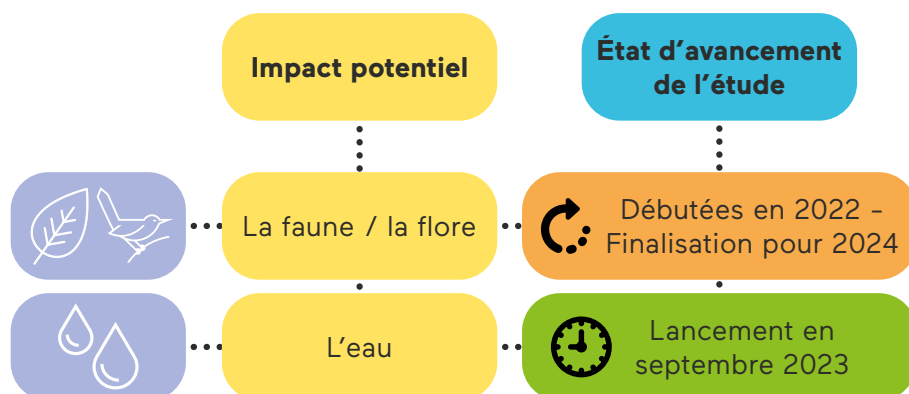 Impact potentiel
État d'avancement
de l'étude
La faune / la flore
Débutées en 2022 -
Finalisation pour 2024
L'eau
Lancement en
septembre 2023